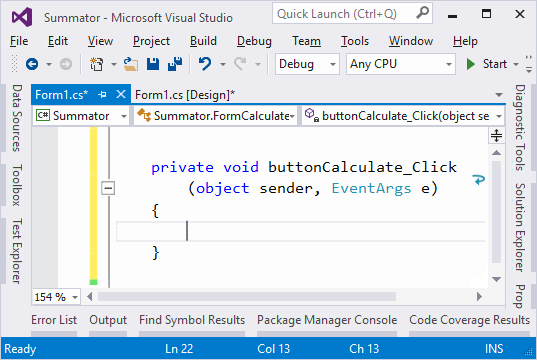 Summator - Microsoft Visual Studio
Quick Launch (Ctrl+Q)
File Edit View Project Build Debug Team Tools Window Help
Debug Any CPU Start
Form1.cs* Form1.cs [Design]*
C# Summator Summator.FormCalculate buttonCalculate_Click(object se
Data Sources
Toolbox
Test Explorer
private void buttonCalculate_Click
(object sender, EventArgs e)
{
}
Diagnostic Tools
Solution Explorer
Prop
154 %
Error List Output Find Symbol Results Package Manager Console Code Coverage Results
Ready Ln 22 Col 13 Ch 13 INS